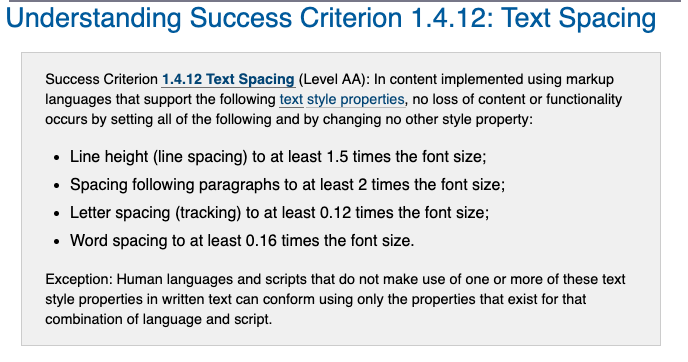 Understanding Success Criterion 1.4.12: Text Spacing
Success Criterion 1.4.12 Text Spacing (Level AA): In content implemented using markup
languages that support the following text style properties, no loss of content or functionality
occurs by setting all of the following and by changing no other style property:
• Line height (line spacing) to at least 1.5 times the font size;
• Spacing following paragraphs to at least 2 times the font size;
• Letter spacing (tracking) to at least 0.12 times the font size;
• Word spacing to at least 0.16 times the font size.
Exception: Human languages and scripts that do not make use of one or more of these text
style properties in written text can conform using only the properties that exist for that
combination of language and script.